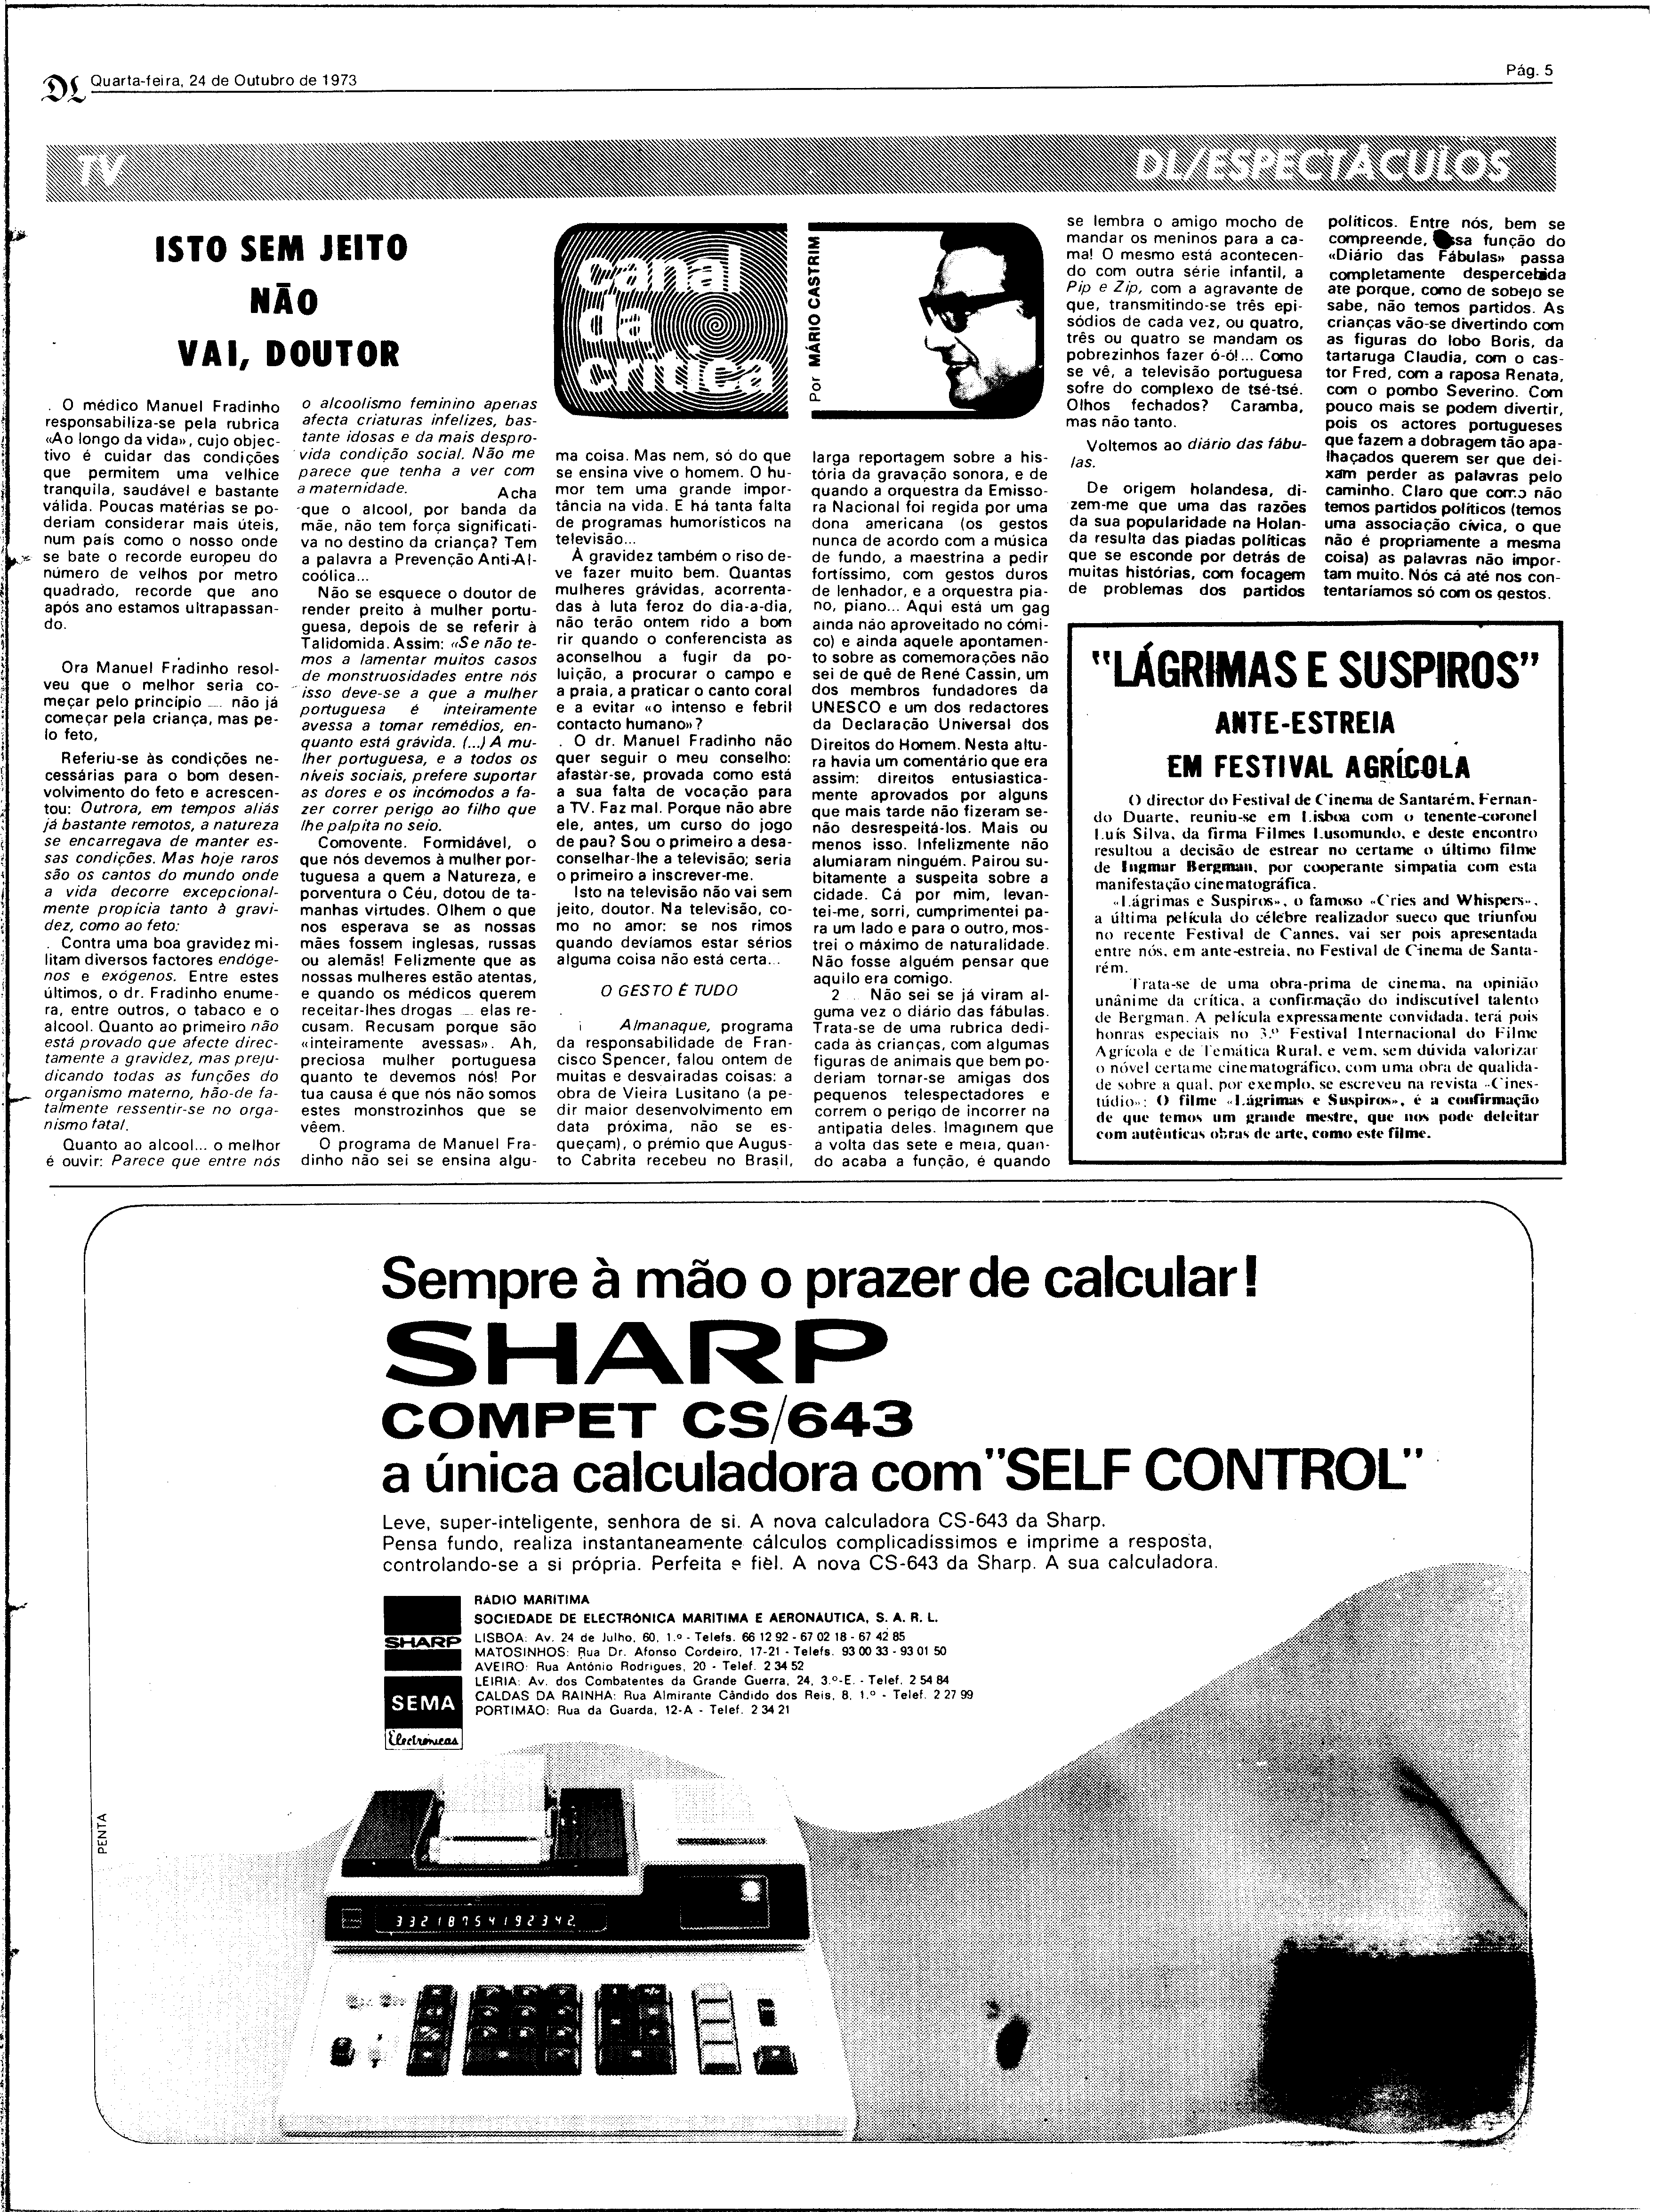 DL Quarta-feira, 24 de Outubro de 1973
Pág. 5
TV
DL/ESPECTÁCULOS
ISTO SEM JEITO
NÃO
VAI, DOUTOR
O médico Manuel Fradinho
responsabiliza-se pela rubrica
«Ao longo da vida», cujo objec-
tivo é cuidar das condições
que permitem uma velhice
tranquila, saudável e bastante
válida. Poucas matérias se po-
deriam considerar mais úteis,
num país como o nosso onde
se bate o recorde europeu do
número de velhos por metro
quadrado, recorde que ano
após ano estamos ultrapassan-
do.
Ora Manuel Fradinho resol-
veu que o melhor seria co-
meçar pelo princípio — não já
começar pela criança, mas pe-
lo feto,
Referiu-se às condições ne-
cessárias para o bom desen-
volvimento do feto e acrescen-
tou: Outrora, em tempos aliás
já bastante remotos, a natureza
se encarregava de manter es-
sas condições. Mas hoje raros
são os cantos do mundo onde
a vida decorre excepcional-
mente propícia tanto à gravi-
dez, como ao feto:
Contra uma boa gravidez mi-
litam diversos factores endóge-
nos e exógenos. Entre estes
últimos, o dr. Fradinho enume-
ra, entre outros, o tabaco e o
alcool. Quanto ao primeiro não
está provado que afecte direc-
tamente a gravidez, mas preju-
dicando todas as funções do
organismo materno, hão-de fa-
talmente ressentir-se no orga-
nismo fatal.
Quanto ao alcool... o melhor
é ouvir: Parece que entre nós
o alcoolismo feminino apenas
afecta criaturas infelizes, bas-
tante idosas e da mais despro-
vida condição social. Não me
parece que tenha a ver com
a maternidade. Acha
que o alcool, por banda da
mãe, não tem força significati-
va no destino da criança? Tem
a palavra a Prevenção Anti-Al-
coólica...
Não se esquece o doutor de
render preito à mulher portu-
guesa, depois de se referir à
Talidomida. Assim: «Se não te-
mos a lamentar muitos casos
de monstruosidades entre nós
isso deve-se a que a mulher
portuguesa é inteiramente
avessa a tomar remédios, en-
quanto está grávida. (...) A mu-
lher portuguesa, e a todos os
níveis sociais, prefere suportar
as dores e os incómodos a fa-
zer correr perigo ao filho que
lhe palpita no seio.
Comovente. Formidável, o
que nós devemos à mulher por-
tuguesa a quem a Natureza, e
porventura o Céu, dotou de ta-
manhas virtudes. Olhem o que
nos esperava se as nossas
mães fossem inglesas, russas
ou alemãs! Felizmente que as
nossas mulheres estão atentas,
e quando os médicos querem
receitar-lhes drogas — elas re-
cusam. Recusam porque são
«inteiramente avessas». Ah,
preciosa mulher portuguesa
quanto te devemos nós! Por
tua causa é que nós não somos
estes monstrozinhos que se
vêem.
O programa de Manuel Fra-
dinho não sei se ensina algu-
canal
da
crítica
Por MÁRIO CASTRIM
ma coisa. Mas nem, só do que
se ensina vive o homem. O hu-
mor tem uma grande impor-
tância na vida. E há tanta falta
de programas humorísticos na
televisão...
À gravidez também o riso de-
ve fazer muito bem. Quantas
mulheres grávidas, acorrenta-
das à luta feroz do dia-a-dia,
não terão ontem rido a bom
rir quando o conferencista as
aconselhou a fugir da po-
luição, a procurar o campo e
a praia, a praticar o canto coral
e a evitar «o intenso e febril
contacto humano»?
O dr. Manuel Fradinho não
quer seguir o meu conselho:
afastar-se, provada como está
a sua falta de vocação para
a TV. Faz mal. Porque não abre
ele, antes, um curso do jogo
de pau? Sou o primeiro a desa-
conselhar-lhe a televisão; seria
o primeiro a inscrever-me.
Isto na televisão não vai sem
jeito, doutor. Na televisão, co-
mo no amor: se nos rimos
quando devíamos estar sérios
alguma coisa não está certa...
O GESTO É TUDO
i Almanaque, programa
da responsabilidade de Fran-
cisco Spencer, falou ontem de
muitas e desvairadas coisas: a
obra de Vieira Lusitano (a pe-
dir maior desenvolvimento em
data próxima, não se es-
queçam), o prémio que Augus-
to Cabrita recebeu no Brasil,
larga reportagem sobre a his-
tória da gravação sonora, e de
quando a orquestra da Emisso-
ra Nacional foi regida por uma
dona americana (os gestos
nunca de acordo com a música
de fundo, a maestrina a pedir
fortíssimo, com gestos duros
de lenhador, e a orquestra pia-
no, piano... Aqui está um gag
ainda não aproveitado no cómi-
co) e ainda aquele apontamen-
to sobre as comemorações não
sei de quê de René Cassin, um
dos membros fundadores da
UNESCO e um dos redactores
da Declaração Universal dos
Direitos do Homem. Nesta altu-
ra havia um comentário que era
assim: direitos entusiastica-
mente aprovados por alguns
que mais tarde não fizeram se-
não desrespeitá-los. Mais ou
menos isso. Infelizmente não
alumiaram ninguém. Pairou su-
bitamente a suspeita sobre a
cidade. Cá por mim, levan-
tei-me, sorri, cumprimentei pa-
ra um lado e para o outro, mos-
trei o máximo de naturalidade.
Não fosse alguém pensar que
aquilo era comigo.
2 Não sei se já viram al-
guma vez o diário das fábulas.
Trata-se de uma rubrica dedi-
cada às crianças, com algumas
figuras de animais que bem po-
deriam tornar-se amigas dos
pequenos telespectadores e
correm o perigo de incorrer na
antipatia deles. Imaginem que
a volta das sete e meia, quan-
do acaba a função, é quando
se lembra o amigo mocho de
mandar os meninos para a ca-
ma! O mesmo está acontecen-
do com outra série infantil, a
Pip e Zip, com a agravante de
que, transmitindo-se três epi-
sódios de cada vez, ou quatro,
três ou quatro se mandam os
pobrezinhos fazer ó-ó!... Como
se vê, a televisão portuguesa
sofre do complexo de tsé-tsé.
Olhos fechados? Caramba,
mas não tanto.
Voltemos ao diário das fábu-
las.
De origem holandesa, di-
zem-me que uma das razões
da sua popularidade na Holan-
da resulta das piadas políticas
que se esconde por detrás de
muitas histórias, com focagem
de problemas dos partidos
políticos. Entre nós, bem se
compreende, função do
«Diário das Fábulas» passa
completamente despercebida
ate porque, como de sobejo se
sabe, não temos partidos. As
crianças vão-se divertindo com
as figuras do lobo Boris, da
tartaruga Claudia, com o cas-
tor Fred, com a raposa Renata,
com o pombo Severino. Com
pouco mais se podem divertir,
pois os actores portugueses
que fazem a dobragem tão apa-
lhaçados querem ser que dei-
xam perder as palavras pelo
caminho. Claro que como não
temos partidos políticos (temos
uma associação cívica, o que
não é propriamente a mesma
coisa) as palavras não impor-
tam muito. Nós cá até nos con-
tentaríamos só com os gestos.
"LÁGRIMAS E SUSPIROS"
ANTE-ESTREIA
EM FESTIVAL AGRÍCOLA
O director do Festival de Cinema de Santarém, Fernan-
do Duarte, reuniu-se em Lisboa com o tenente-coronel
Luís Silva, da firma Filmes Lusomundo, e deste encontro
resultou a decisão de estrear no certame o último filme
de Ingmar Bergman, por cooperante simpatia com esta
manifestação cinematográfica.
«Lágrimas e Suspiros», o famoso «Cries and Whispers»,
a última película do célebre realizador sueco que triunfou
no recente Festival de Cannes, vai ser pois apresentada
entre nós, em ante-estreia, no Festival de Cinema de Santa-
rém.
Trata-se de uma obra-prima de cinema, na opinião
unânime da crítica, a confirmação do indiscutível talento
de Bergman. A película expressamente convidada, terá pois
honras especiais no 3.º Festival Internacional do Filme
Agrícola e de Temática Rural, e vem, sem dúvida valorizar
o nóvel certame cinematográfico, com uma obra de qualida-
de sobre a qual, por exemplo, se escreveu na revista «Cines-
túdio»: O filme «Lágrimas e Suspiros», é a confirmação
de que temos um grande mestre, que nos pode deleitar
com autênticas obras de arte, como este filme.
Sempre à mão o prazer de calcular!
SHARP
COMPET CS/643
a única calculadora com "SELF CONTROL"
Leve, super-inteligente, senhora de si. A nova calculadora CS-643 da Sharp.
Pensa fundo, realiza instantaneamente cálculos complicadissimos e imprime a resposta,
controlando-se a si própria. Perfeita e fiel. A nova CS-643 da Sharp. A sua calculadora.
SHARP
SEMA
Electrónicas
RÁDIO MARITIMA
SOCIEDADE DE ELECTRÓNICA MARITIMA E AERONÁUTICA, S. A. R. L.
LISBOA: Av. 24 de Julho, 60, 1.º - Telefs. 66 12 92 - 67 02 18 - 67 42 85
MATOSINHOS: Rua Dr. Afonso Cordeiro, 17-21 - Telefs. 93 00 33 - 93 01 50
AVEIRO: Rua António Rodrigues, 20 - Telef. 2 34 52
LEIRIA: Av. dos Combatentes da Grande Guerra, 24, 3.º-E. - Telef. 2 54 84
CALDAS DA RAINHA: Rua Almirante Cândido dos Reis, 8, 1.º - Telef. 2 27 99
PORTIMÃO: Rua da Guarda, 12-A - Telef. 2 34 21
PENTA
33218754192342.